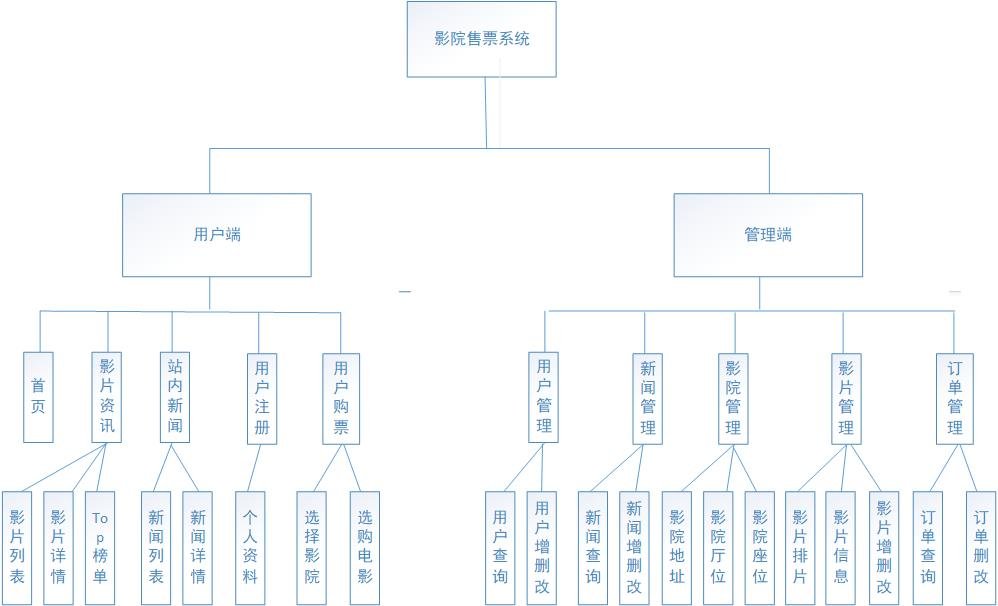 影院售票系统
用户端
管理端
首页
影片资讯
站内新闻
用户注册
用户购票
用户管理
新闻管理
影院管理
影片管理
订单管理
影片列表
影片详情
Top榜单
新闻列表
新闻详情
个人资料
选择影院
选购电影
用户查询
用户增删改
新闻查询
新闻增删改
影院地址
影院厅位
影院座位
影片排片
影片信息
影片增删改
订单查询
订单删改